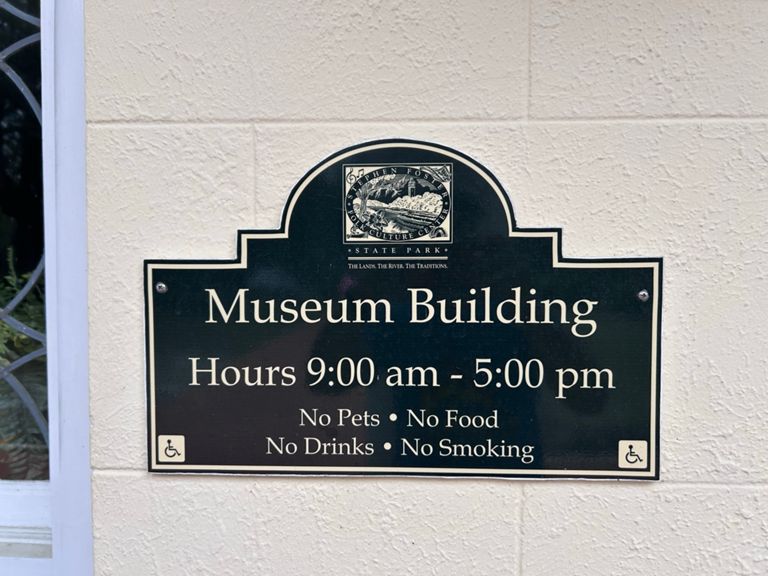 STEPHEN FOSTER
FOLK CULTURE CENTER
• STATE PARK •
THE LANDS. THE RIVER. THE TRADITIONS.
Museum Building
Hours 9:00 am - 5:00 pm
No Pets • No Food
No Drinks • No Smoking